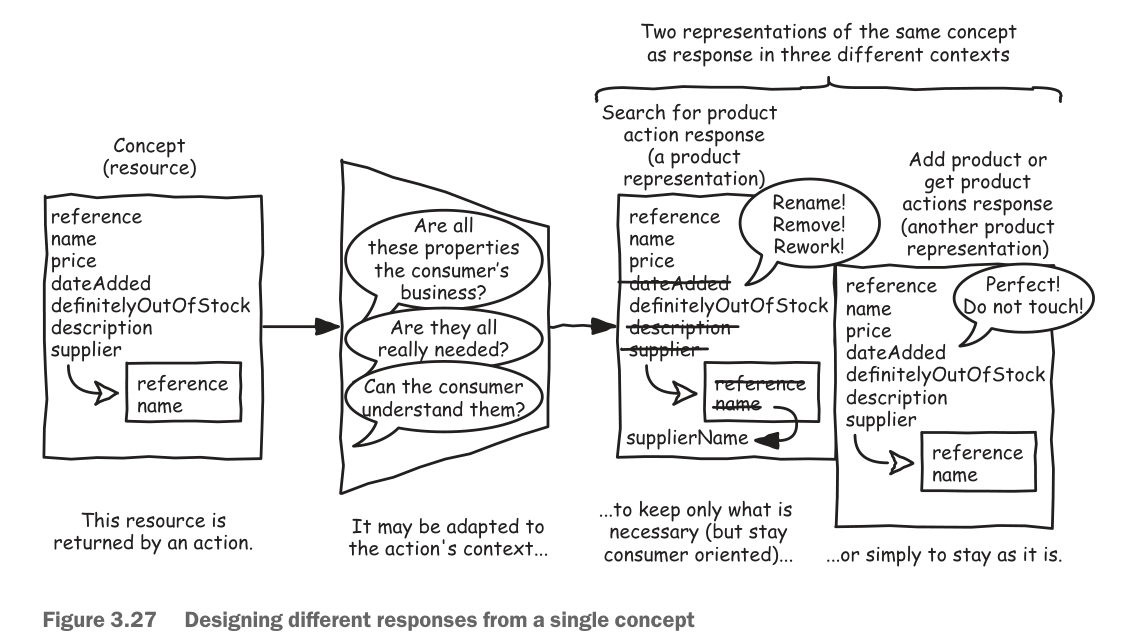 Two representations of the same concept
as response in three different contexts
Concept
(resource)
reference
name
price
dateAdded
definitelyOutOfStock
description
supplier
reference
name
This resource is
returned by an action.
Are all
these properties
the consumer's
business?
Are they all
really needed?
Can the consumer
understand them?
It may be adapted to
the action's context...
Search for product
action response
(a product
representation)
Rename!
Remove!
Rework!
reference
name
price
dateAdded
definitelyOutOfStock
description
supplier
reference
name
supplierName
...to keep only what is
necessary (but stay
consumer oriented)...
Add product or
get product
actions response
(another product
representation)
Perfect!
Do not touch!
reference
name
price
dateAdded
definitelyOutOfStock
description
supplier
reference
name
...or simply to stay as it is.
Figure 3.27 Designing different responses from a single concept